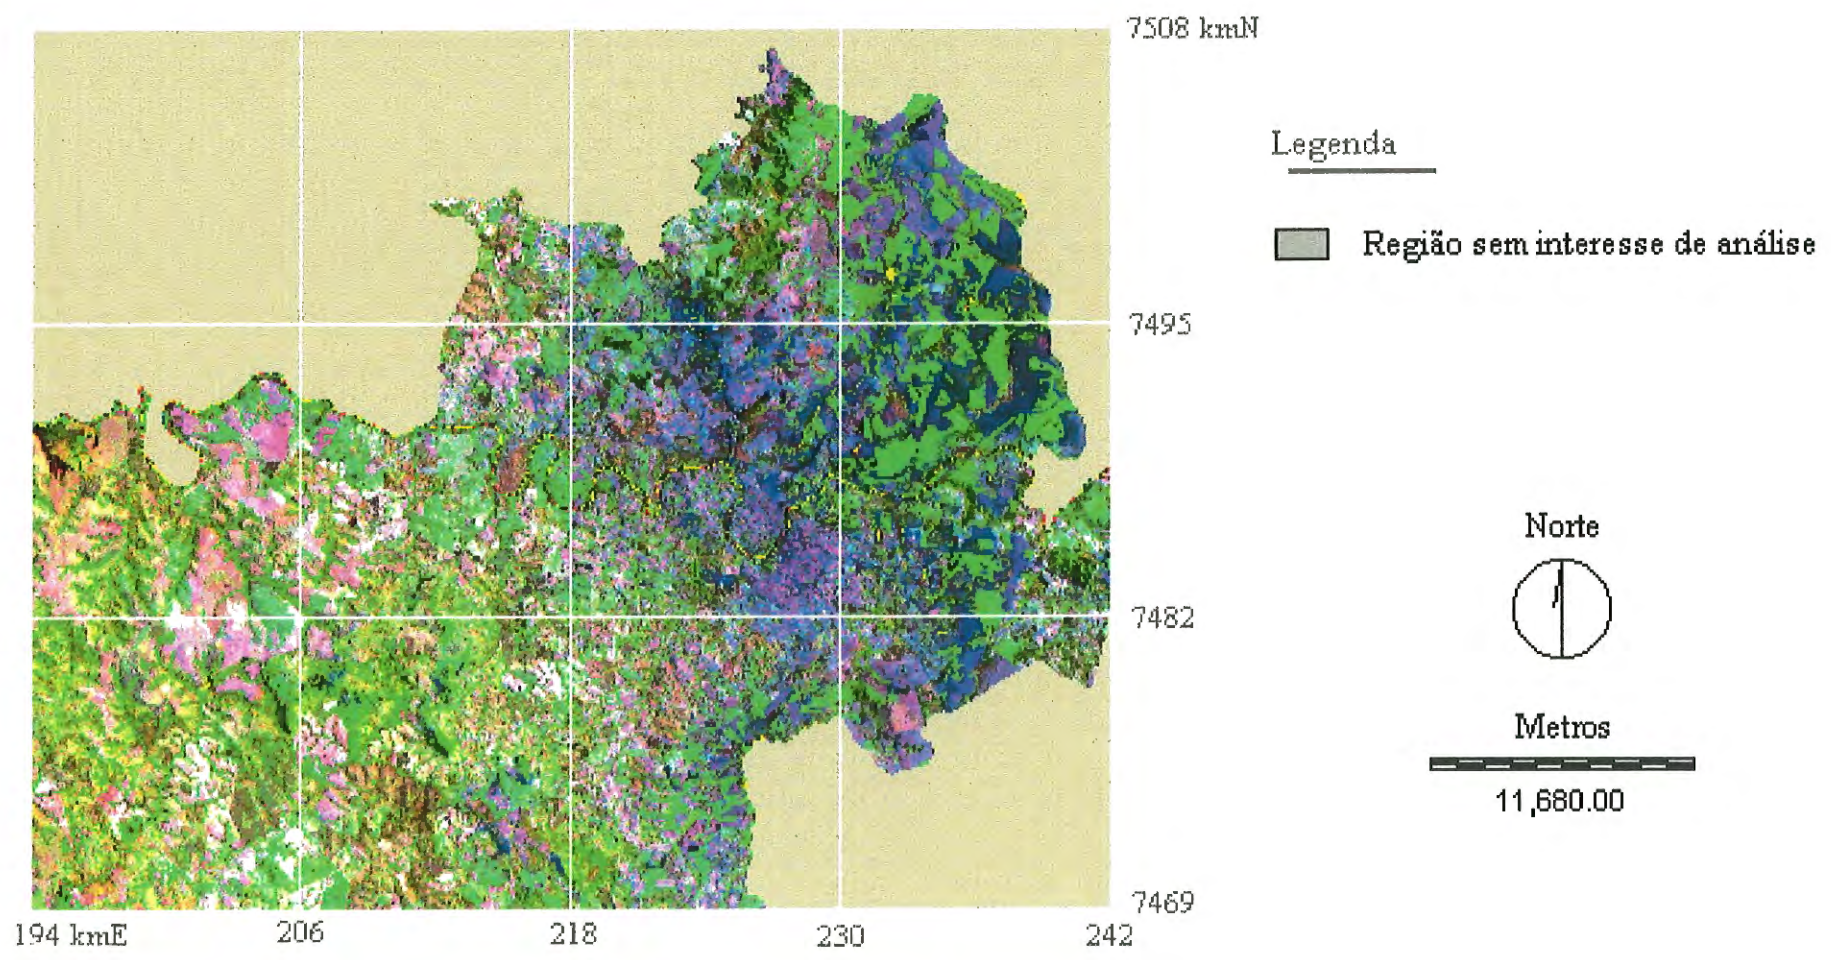 7508 kmN
Legenda
Região sem interesse de análise
7495
Norte
7482
Metros
11,680.00
7469
194 kmE
206
218
230
242